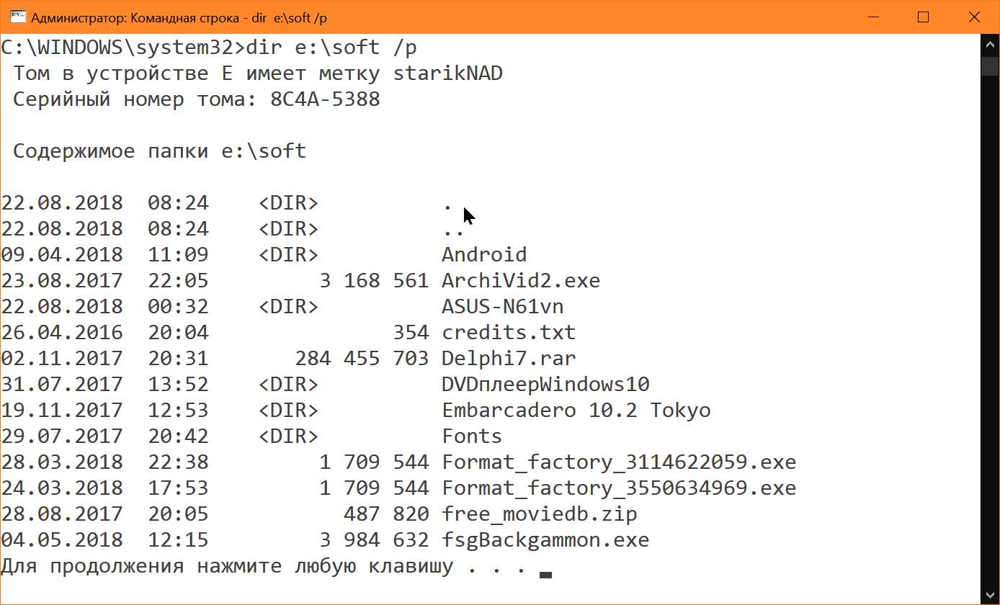 Администратор: Командная строка - dir  e:\soft /p
C:\WINDOWS\system32>dir e:\soft /p
 Том в устройстве E имеет метку starikNAD
 Серийный номер тома: 8C4A-5388

 Содержимое папки e:\soft

22.08.2018  08:24    <DIR>          .
22.08.2018  08:24    <DIR>          ..
09.04.2018  11:09    <DIR>          Android
23.08.2017  22:05         3 168 561 ArchiVid2.exe
22.08.2018  00:32    <DIR>          ASUS-N61vn
26.04.2016  20:04               354 credits.txt
02.11.2017  20:31       284 455 703 Delphi7.rar
31.07.2017  13:52    <DIR>          DVDплеерWindows10
19.11.2017  12:53    <DIR>          Embarcadero 10.2 Tokyo
29.07.2017  20:42    <DIR>          Fonts
28.03.2018  22:38         1 709 544 Format_factory_3114622059.exe
24.03.2018  17:53         1 709 544 Format_factory_3550634969.exe
28.08.2017  20:05           487 820 free_moviedb.zip
04.05.2018  12:15         3 984 632 fsgBackgammon.exe
Для продолжения нажмите любую клавишу . . .